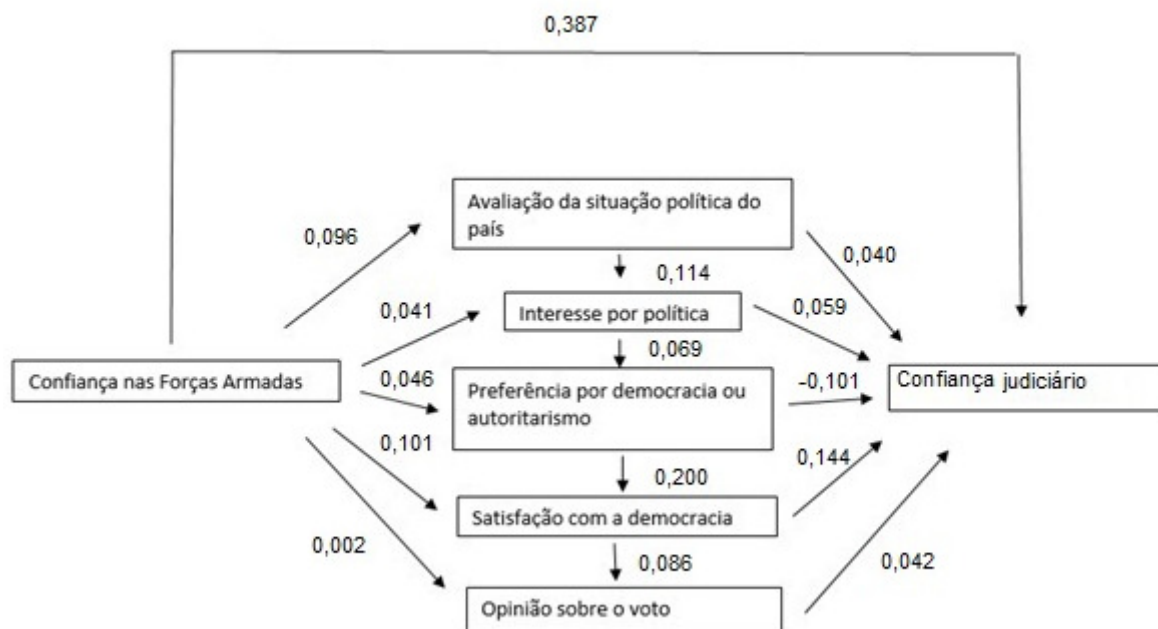 0,387
Avaliação da situação política do
país
0,096
0,040
0,114
0,041
Interesse por política
0,059
0,069
Confiança nas Forças Armadas
0,046
Preferência por democracia ou
autoritarismo
-0,101
Confiança judiciário
0,101
0,200
0,144
Satisfação com a democracia
0,002
0,086
0,042
Opinião sobre o voto